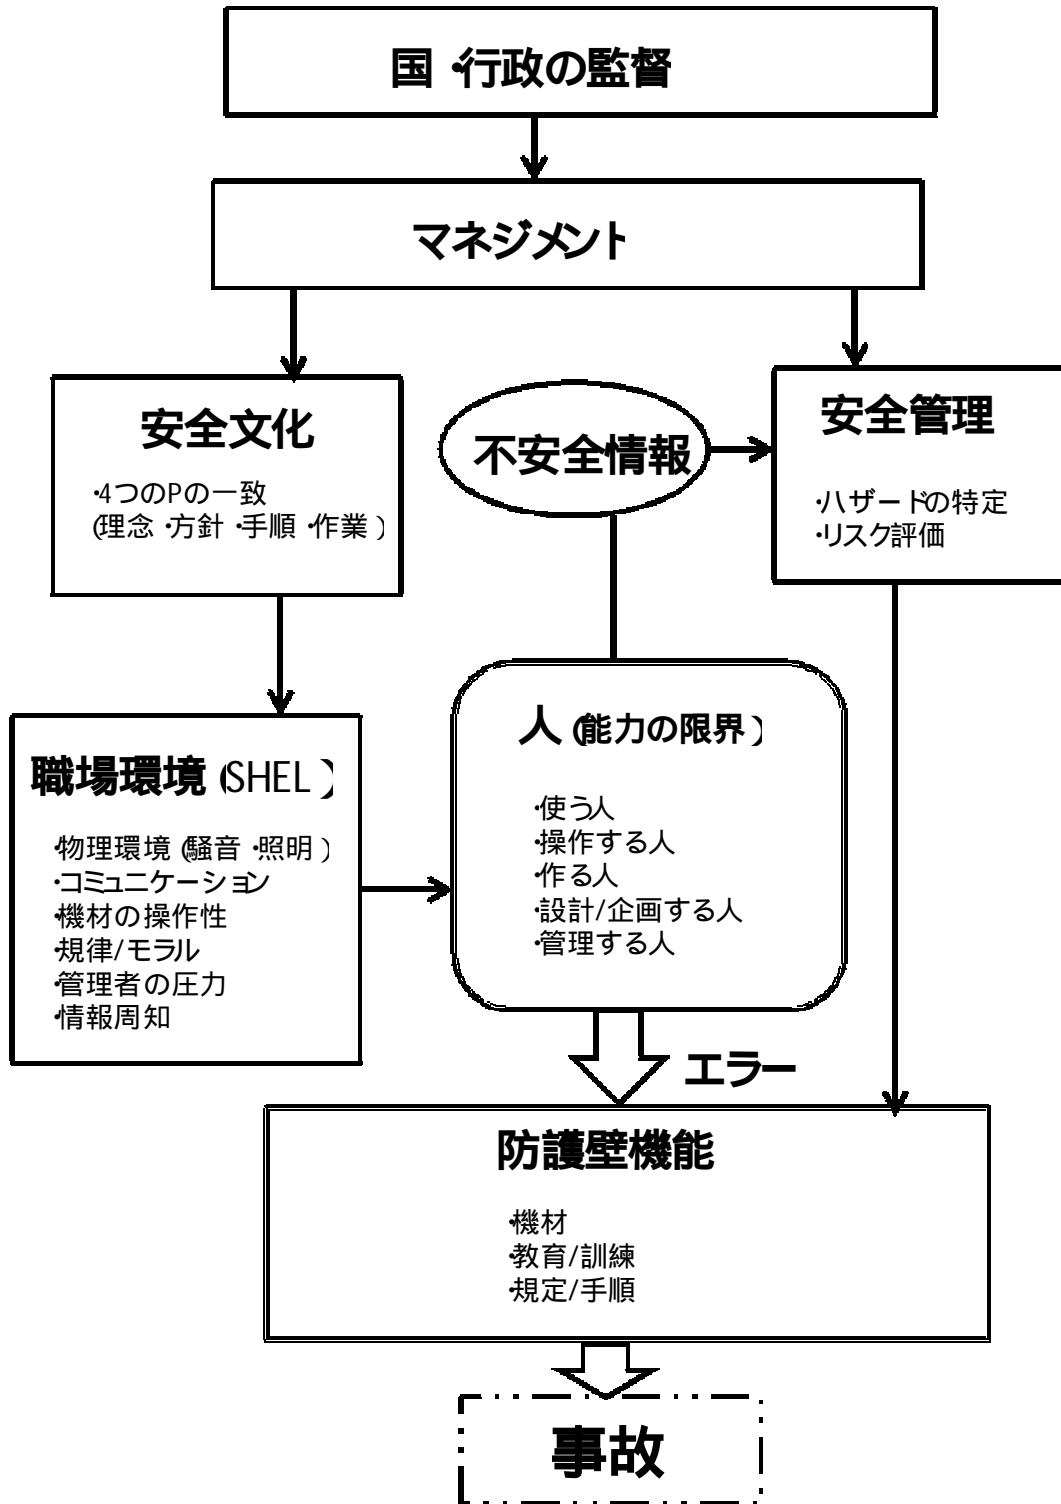 国・行政の監督
マネジメント
安全文化
・4つのPの一致
(理念・方針・手順・作業)
不安全情報
安全管理
・ハザードの特定
・リスク評価
職場環境(SHEL)
・物理環境(騒音・照明)
・コミュニケーション
・機材の操作性
・規律/モラル
・管理者の圧力
・情報周知
人(能力の限界)
・使う人
・操作する人
・作る人
・設計/企画する人
・管理する人
エラー
防護壁機能
・機材
・教育/訓練
・規定/手順
事故